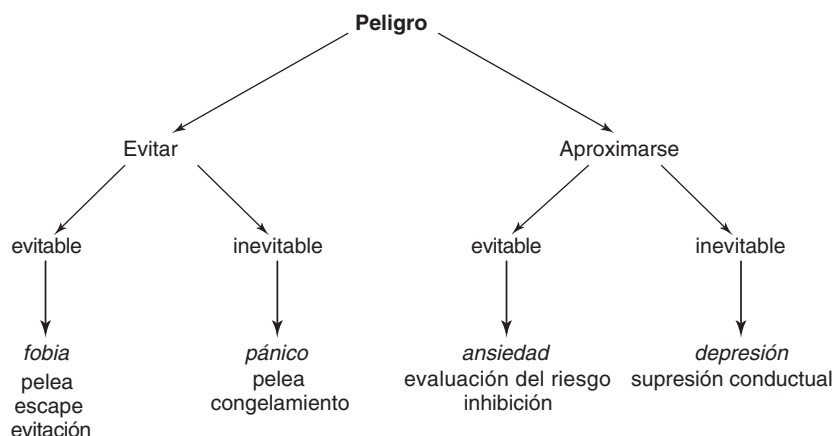 Peligro
Evitar
Aproximarse
evitable
inevitable
evitable
inevitable
fobia
pelea
escape
evitación
pánico
pelea
congelamiento
ansiedad
evaluación del riesgo
inhibición
depresión
supresión conductual